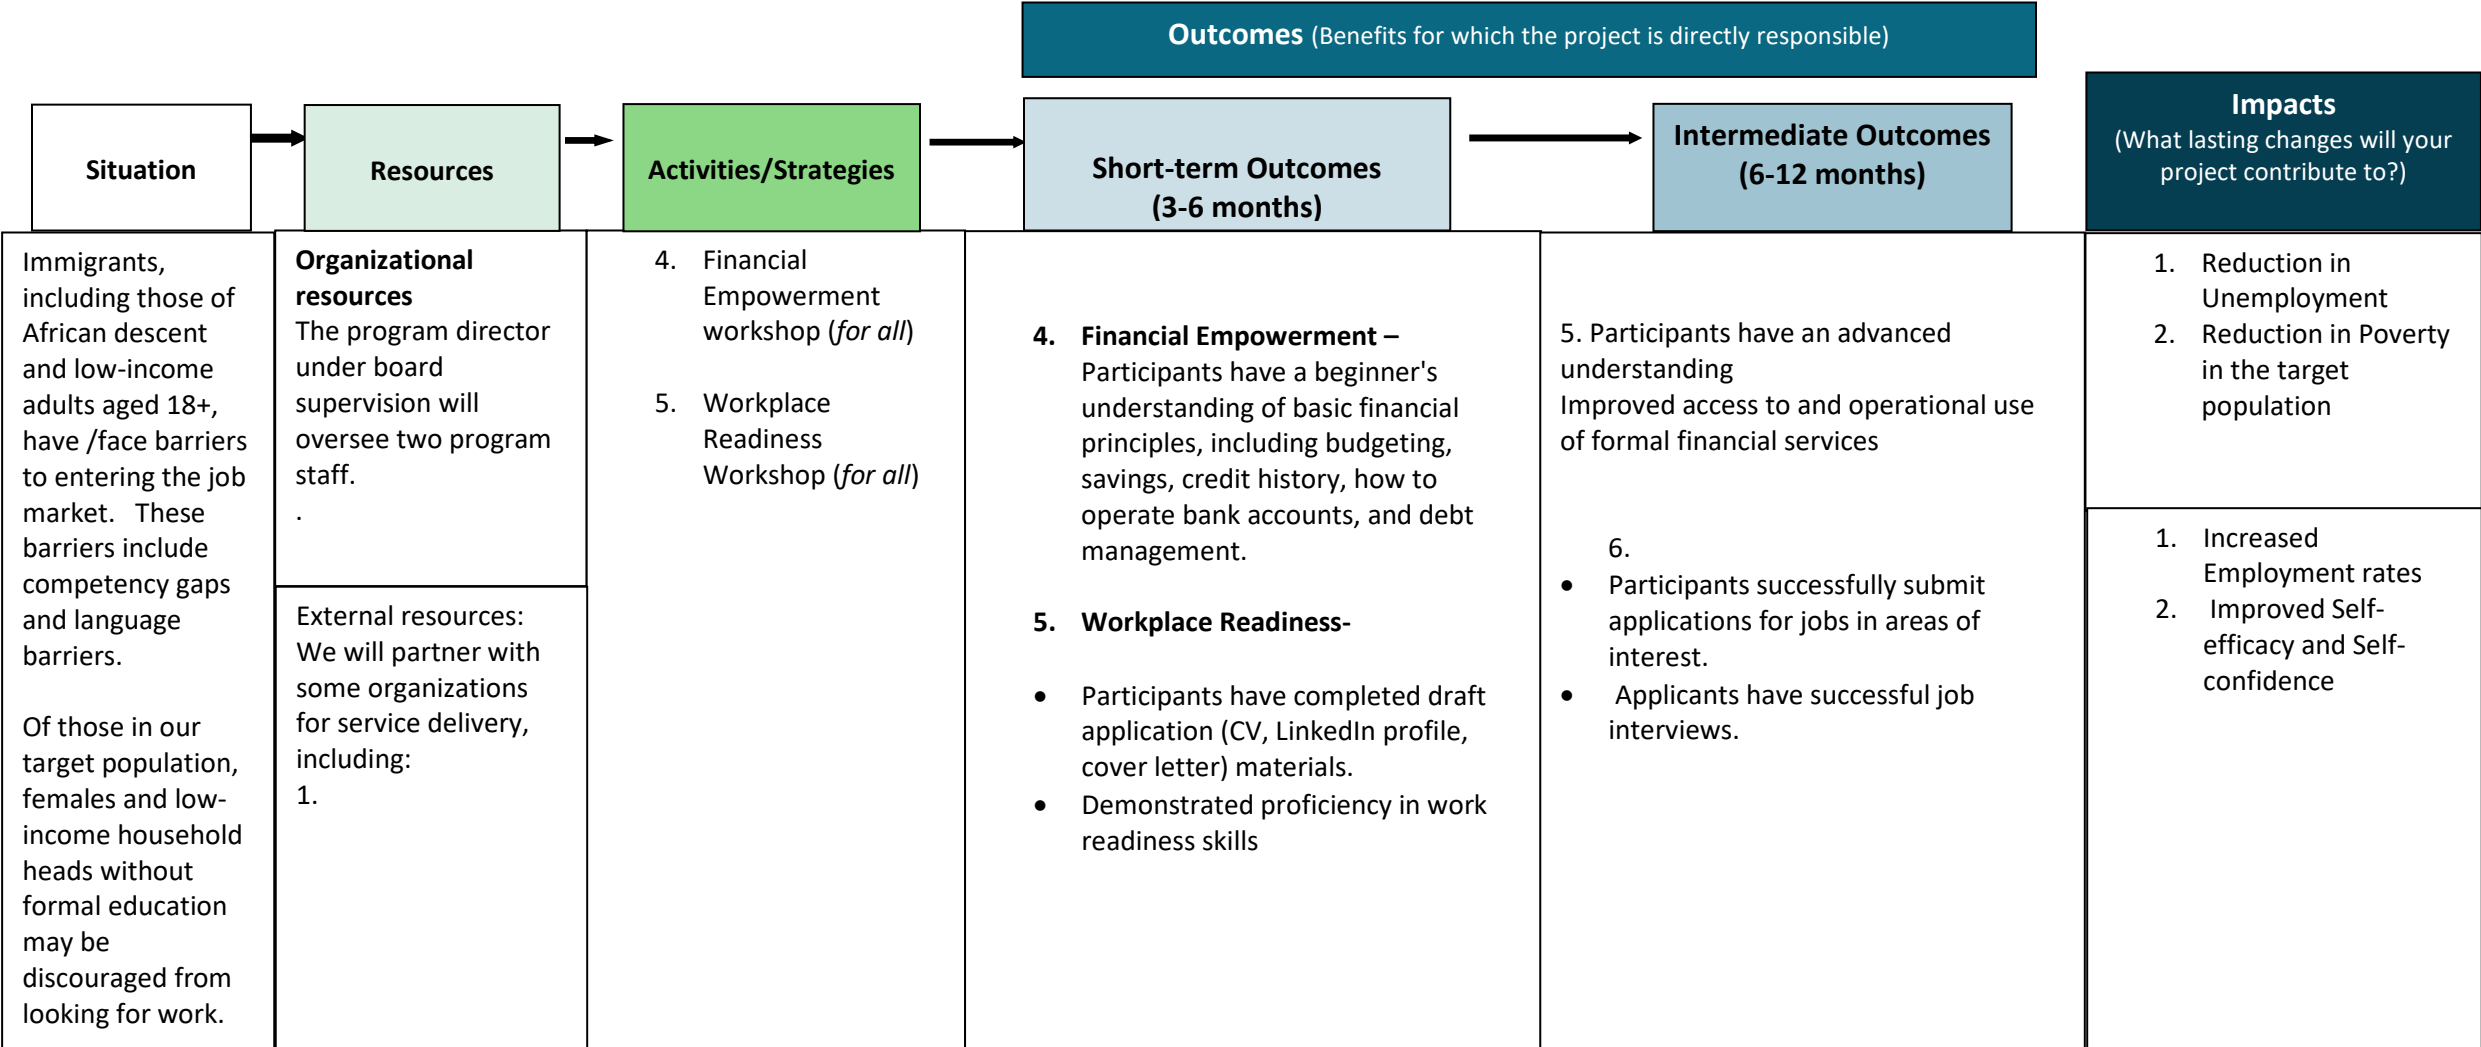 Outcomes (Benefits for which the project is directly responsible)
Situation
Resources
Activities/Strategies
Short-term Outcomes
(3-6 months)
Intermediate Outcomes
(6-12 months)
Impacts
(What lasting changes will your
project contribute to?)
Immigrants,
including those of
African descent
and low-income
adults aged 18+,
have /face barriers
to entering the job
market.   These
barriers include
competency gaps
and language
barriers.
Of those in our
target population,
females and low-
income household
heads without
formal education
may be
discouraged from
looking for work.
Organizational
resources
The program director
under board
supervision will
oversee two program
staff.
.
External resources:
We will partner with
some organizations
for service delivery,
including:
1.
4. Financial
Empowerment
workshop (for all)
5. Workplace
Readiness
Workshop (for all)
4. Financial Empowerment –
Participants have a beginner's
understanding of basic financial
principles, including budgeting,
savings, credit history, how to
operate bank accounts, and debt
management.
5. Workplace Readiness-
• Participants have completed draft
application (CV, LinkedIn profile,
cover letter) materials.
• Demonstrated proficiency in work
readiness skills
5. Participants have an advanced
understanding
Improved access to and operational use
of formal financial services
6.
• Participants successfully submit
applications for jobs in areas of
interest.
• Applicants have successful job
interviews.
1. Reduction in
Unemployment
2. Reduction in Poverty
in the target
population
1. Increased
Employment rates
2. Improved Self-
efficacy and Self-
confidence